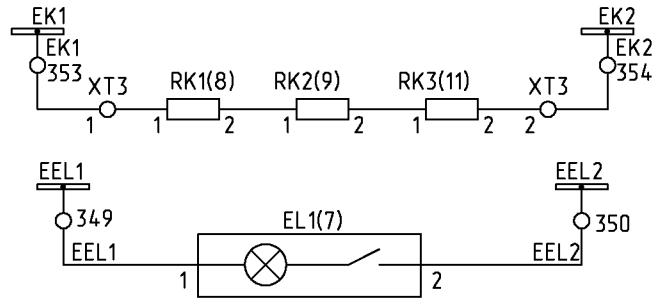 EK1 EK2
EK1 EK2
353 354
XT3 RK1(8) RK2(9) RK3(11) XT3
1 1 2 1 2 1 2 2
EEL1 EEL2
349 EL1(7) 350
EEL1 EEL2
1 2